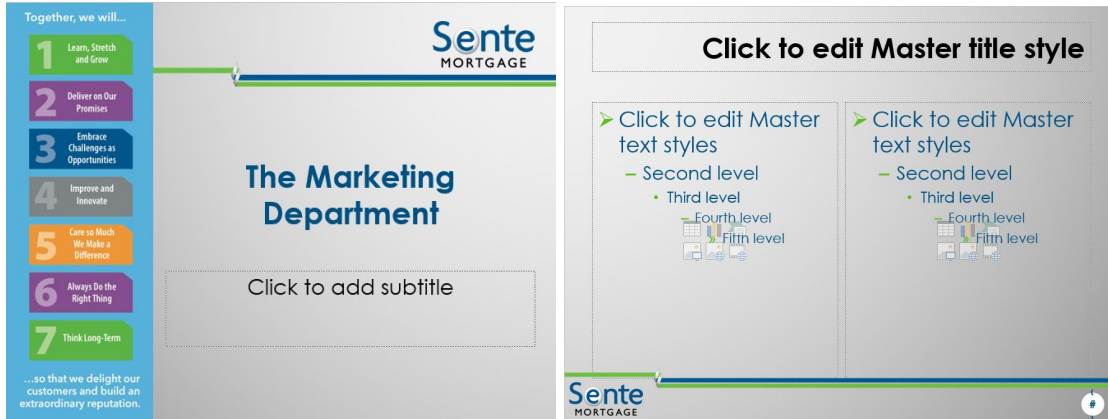 Together, we will...
1
Learn, Stretch
and Grow
2
Deliver on Our
Promises
3
Embrace
Challenges as
Opportunities
4
Improve and
Innovate
5
Care so Much
We Make a
Difference
6
Always Do the
Right Thing
7
Think Long-Term
...so that we delight our
customers and build an
extraordinary reputation.
Sente
MORTGAGE
The Marketing
Department
Click to add subtitle
Click to edit Master title style
Click to edit Master
text styles
– Second level
• Third level
– Fourth level
» Fifth level
Click to edit Master
text styles
– Second level
• Third level
– Fourth level
» Fifth level
Sente
MORTGAGE
#